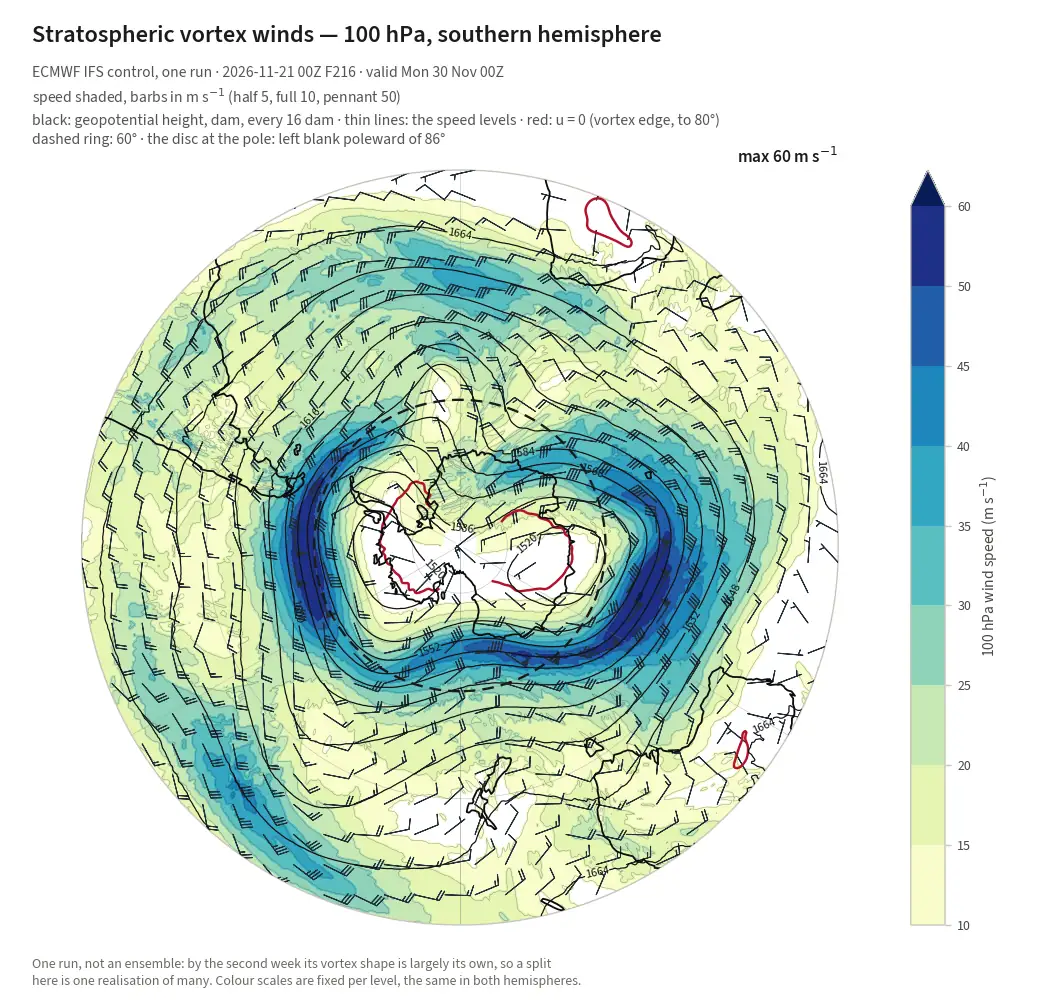 Stratospheric vortex winds — 100 hPa, southern hemisphere
ECMWF IFS control, one run · 2026-11-21 00Z F216 · valid Mon 30 Nov 00Z
speed shaded, barbs in m s⁻¹ (half 5, full 10, pennant 50)
black: geopotential height, dam, every 16 dam · thin lines: the speed levels · red: u = 0 (vortex edge, to 80°)
dashed ring: 60° · the disc at the pole: left blank poleward of 86°
max 60 m s⁻¹
60
50
45
40
35
30
25
20
15
10
100 hPa wind speed (m s⁻¹)
1664
1616
1584
1568
1664
1536
1520
1552
1648
1632
1664
1664
One run, not an ensemble: by the second week its vortex shape is largely its own, so a split
here is one realisation of many. Colour scales are fixed per level, the same in both hemispheres.